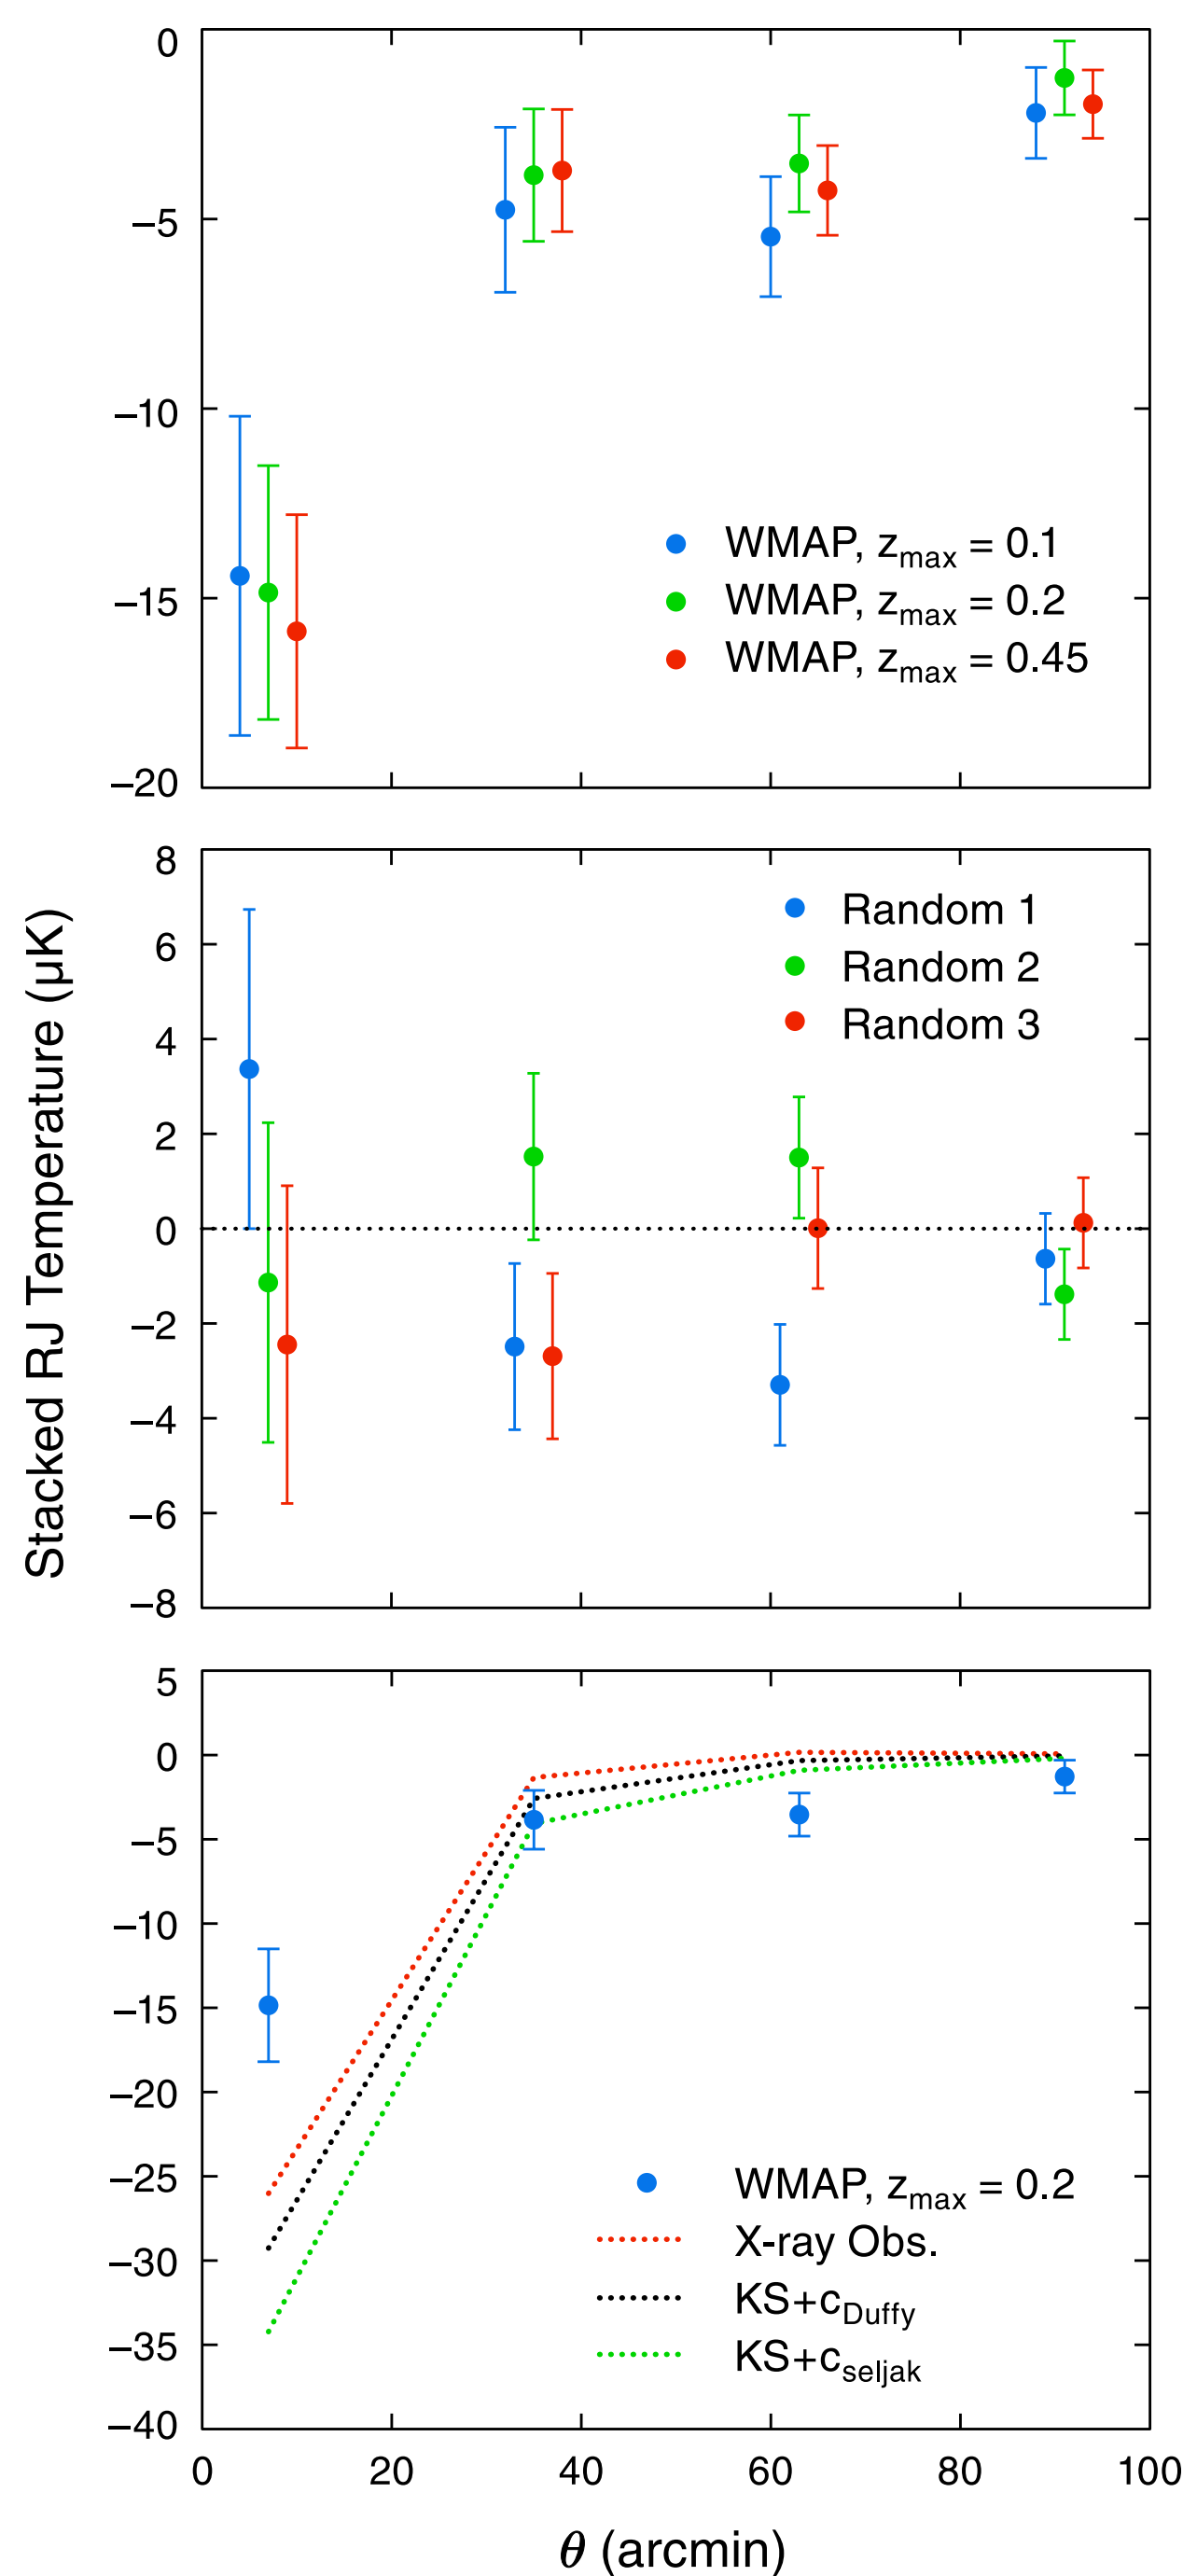 0
−5
−10
−15
−20
WMAP, zmax = 0.1
WMAP, zmax = 0.2
WMAP, zmax = 0.45
Stacked RJ Temperature (μK)
8
6
4
2
0
−2
−4
−6
−8
Random 1
Random 2
Random 3
5
0
−5
−10
−15
−20
−25
−30
−35
−40
WMAP, zmax = 0.2
X-ray Obs.
KS+cDuffy
KS+cseljak
0 20 40 60 80 100
θ (arcmin)